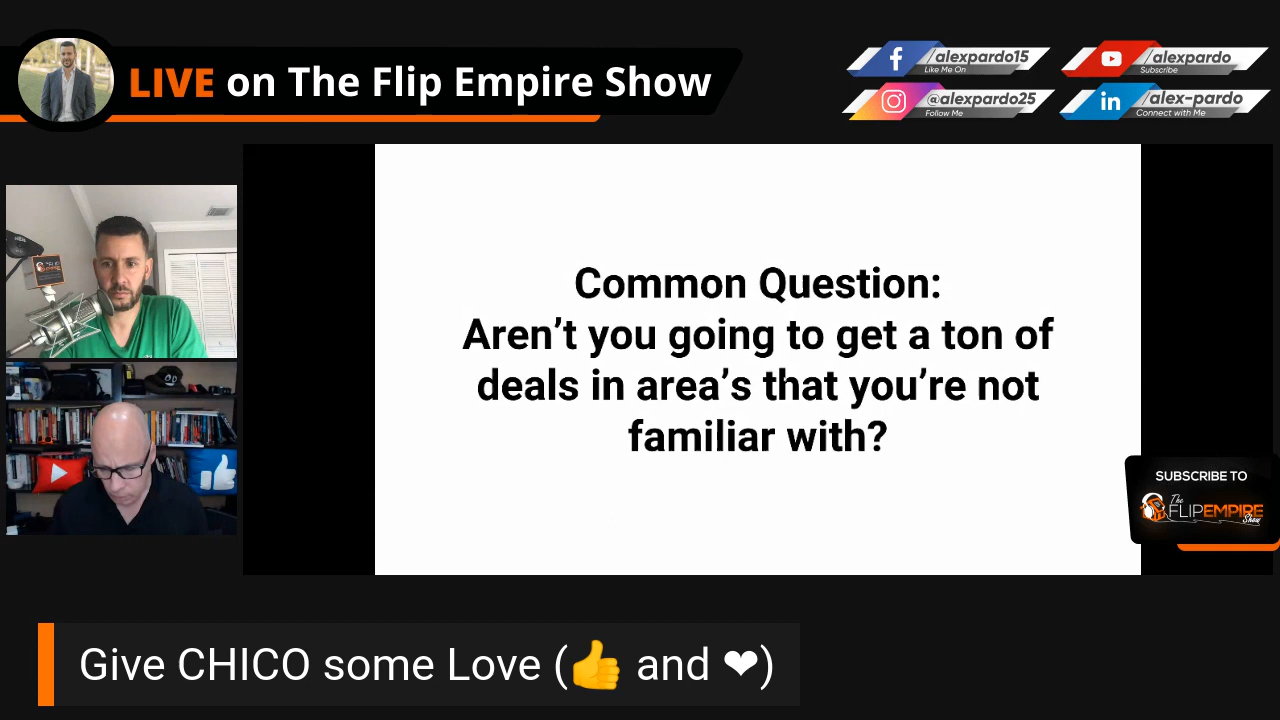 LIVE on The Flip Empire Show
/alexpardo15
Like Me On
/alexpardo
Subscribe
@alexpardo25
Follow Me
in
/alex-pardo
Connect with Me
Common Question:
Aren’t you going to get a ton of
deals in area’s that you’re not
familiar with?
SUBSCRIBE TO
The
FLIPEMPIRE
Show
Give CHICO some Love (👍 and ❤)